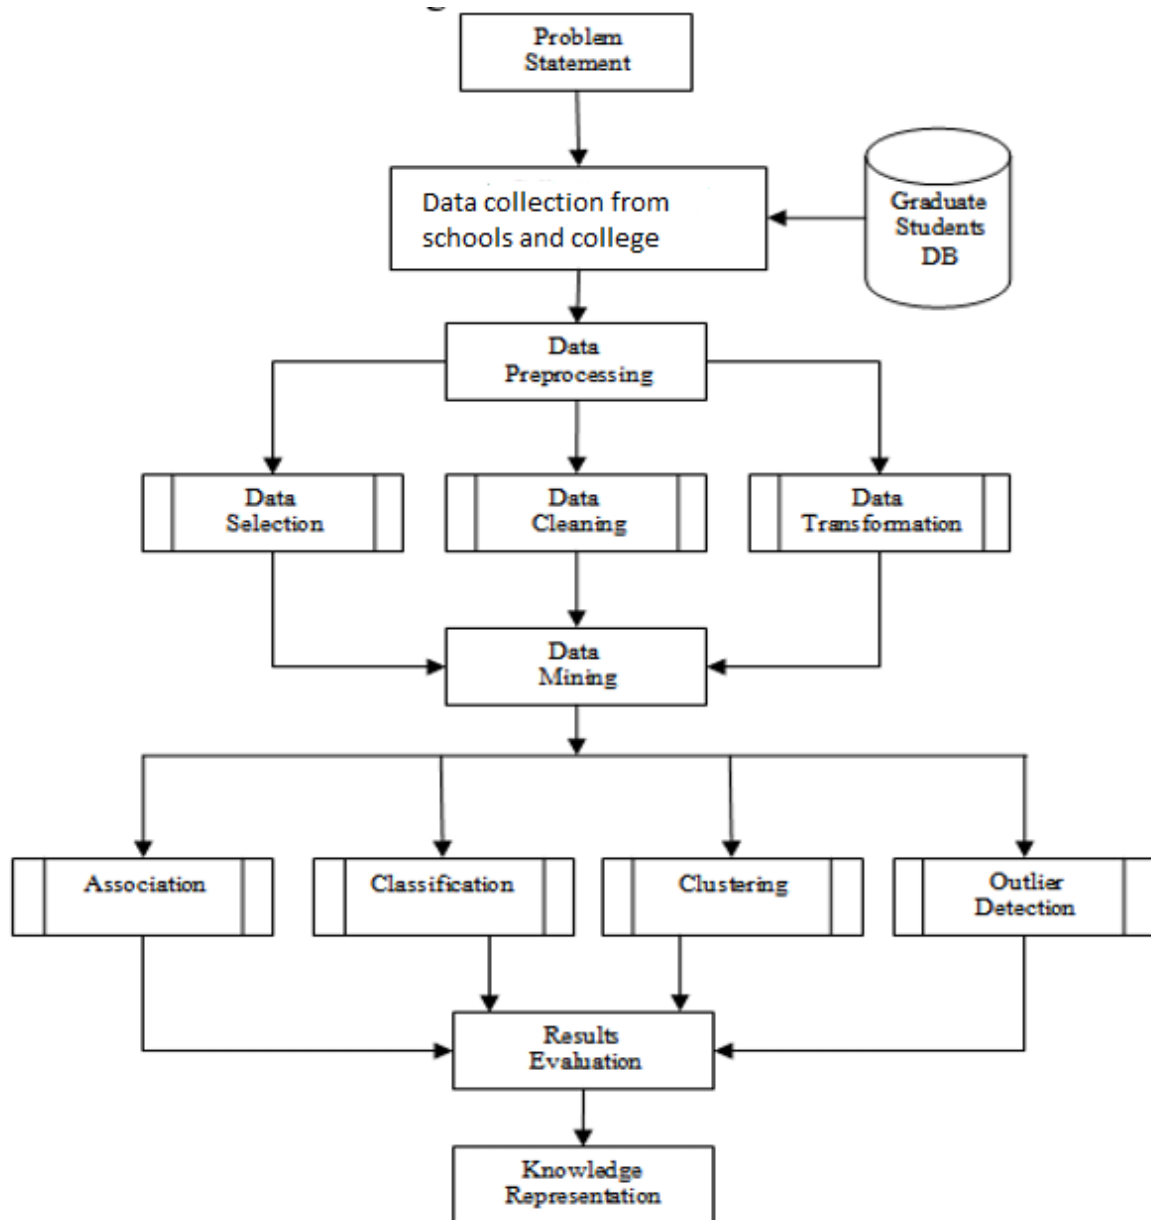 Problem
Statement
Data collection from
schools and college
Graduate
Students
DB
Data
Preprocessing
Data
Selection
Data
Cleaning
Data
Transformation
Data
Mining
Association
Classification
Clustering
Outlier
Detection
Results
Evaluation
Knowledge
Representation